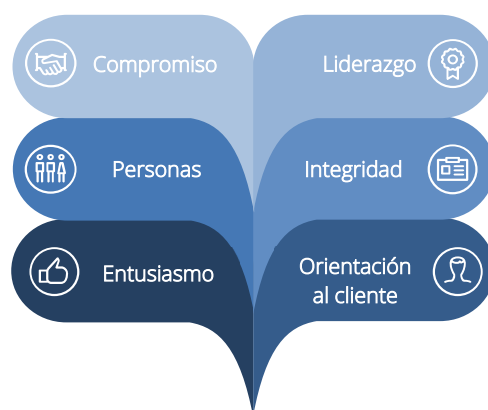 Compromiso
Liderazgo
Personas
Integridad
Entusiasmo
Orientación
al cliente